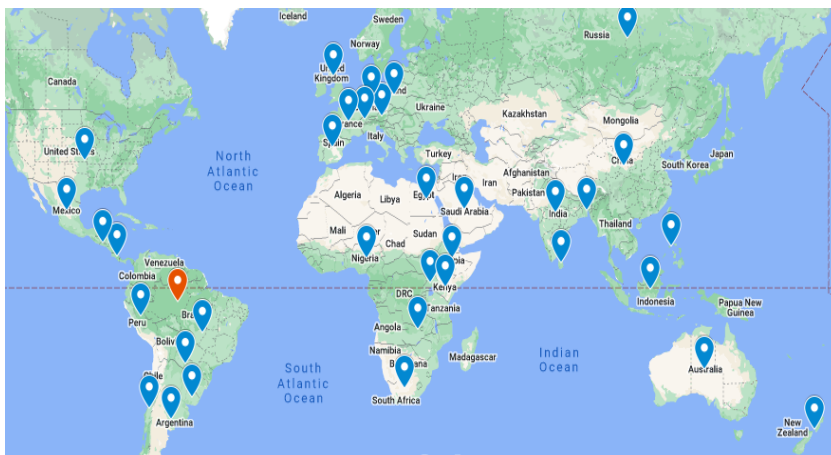 Iceland
Sweden
Norway
Russia
United
Kingdom
Canada
Ukraine
Kazakhstan
Mongolia
France
Italy
Spain
Turkey
United States
North
Atlantic
Ocean
South Korea
Japan
Afghanistan
Iran
Pakistan
Algeria
Libya
Egypt
Saudi Arabia
Mexico
India
Thailand
Mali
Chad
Sudan
Nigeria
Venezuela
Colombia
Kenya
DRC
Tanzania
Indonesia
Papua New
Guinea
Peru
Angola
Namibia
Madagascar
South
Atlantic
Ocean
Indian
Ocean
Chile
Australia
South Africa
Argentina
New
Zealand